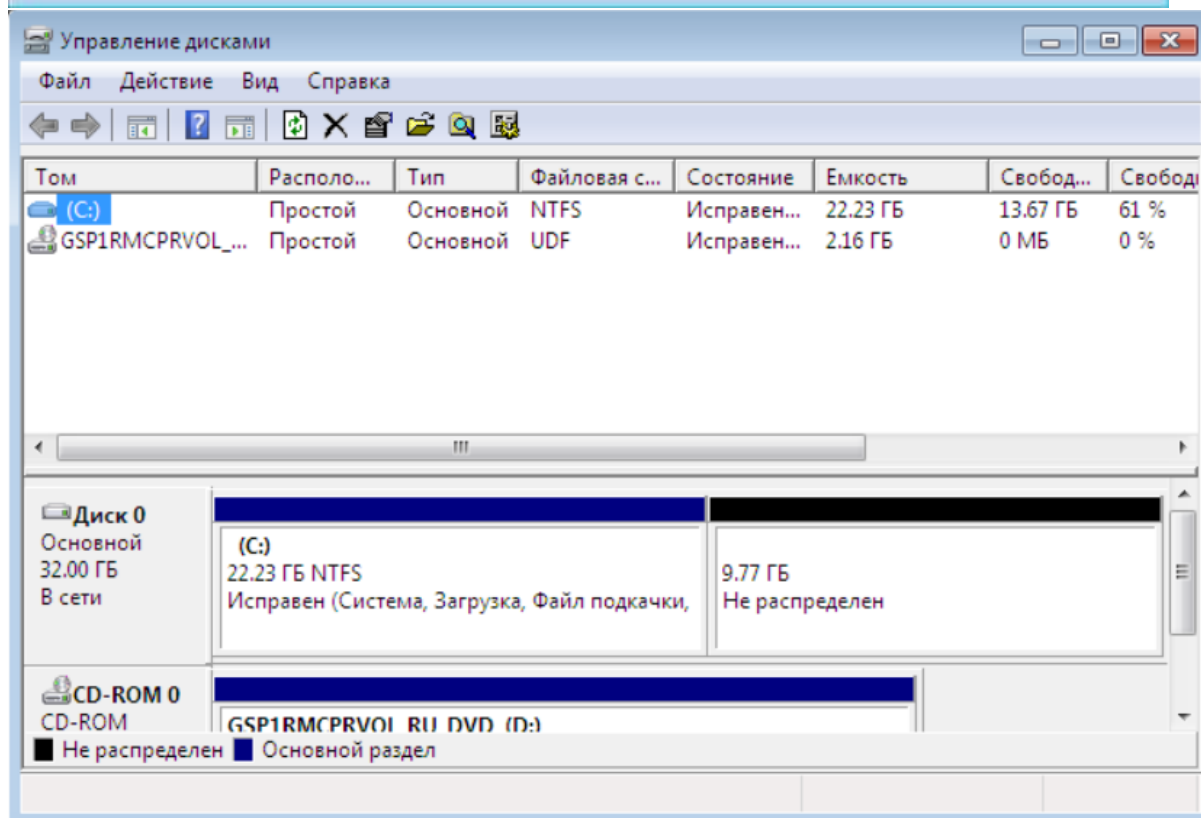 Управление дисками
Файл Действие Вид Справка
Том Располо... Тип Файловая с... Состояние Емкость Свобод... Свобод
(C:) Простой Основной NTFS Исправен... 22.23 ГБ 13.67 ГБ 61 %
GSP1RMCPRVOL_... Простой Основной UDF Исправен... 2.16 ГБ 0 МБ 0 %
Диск 0
Основной
32.00 ГБ
В сети
(C:)
22.23 ГБ NTFS
Исправен (Система, Загрузка, Файл подкачки,
9.77 ГБ
Не распределен
CD-ROM 0
CD-ROM
GSP1RMCPRVOL_RU_DVD (D:)
Не распределен Основной раздел